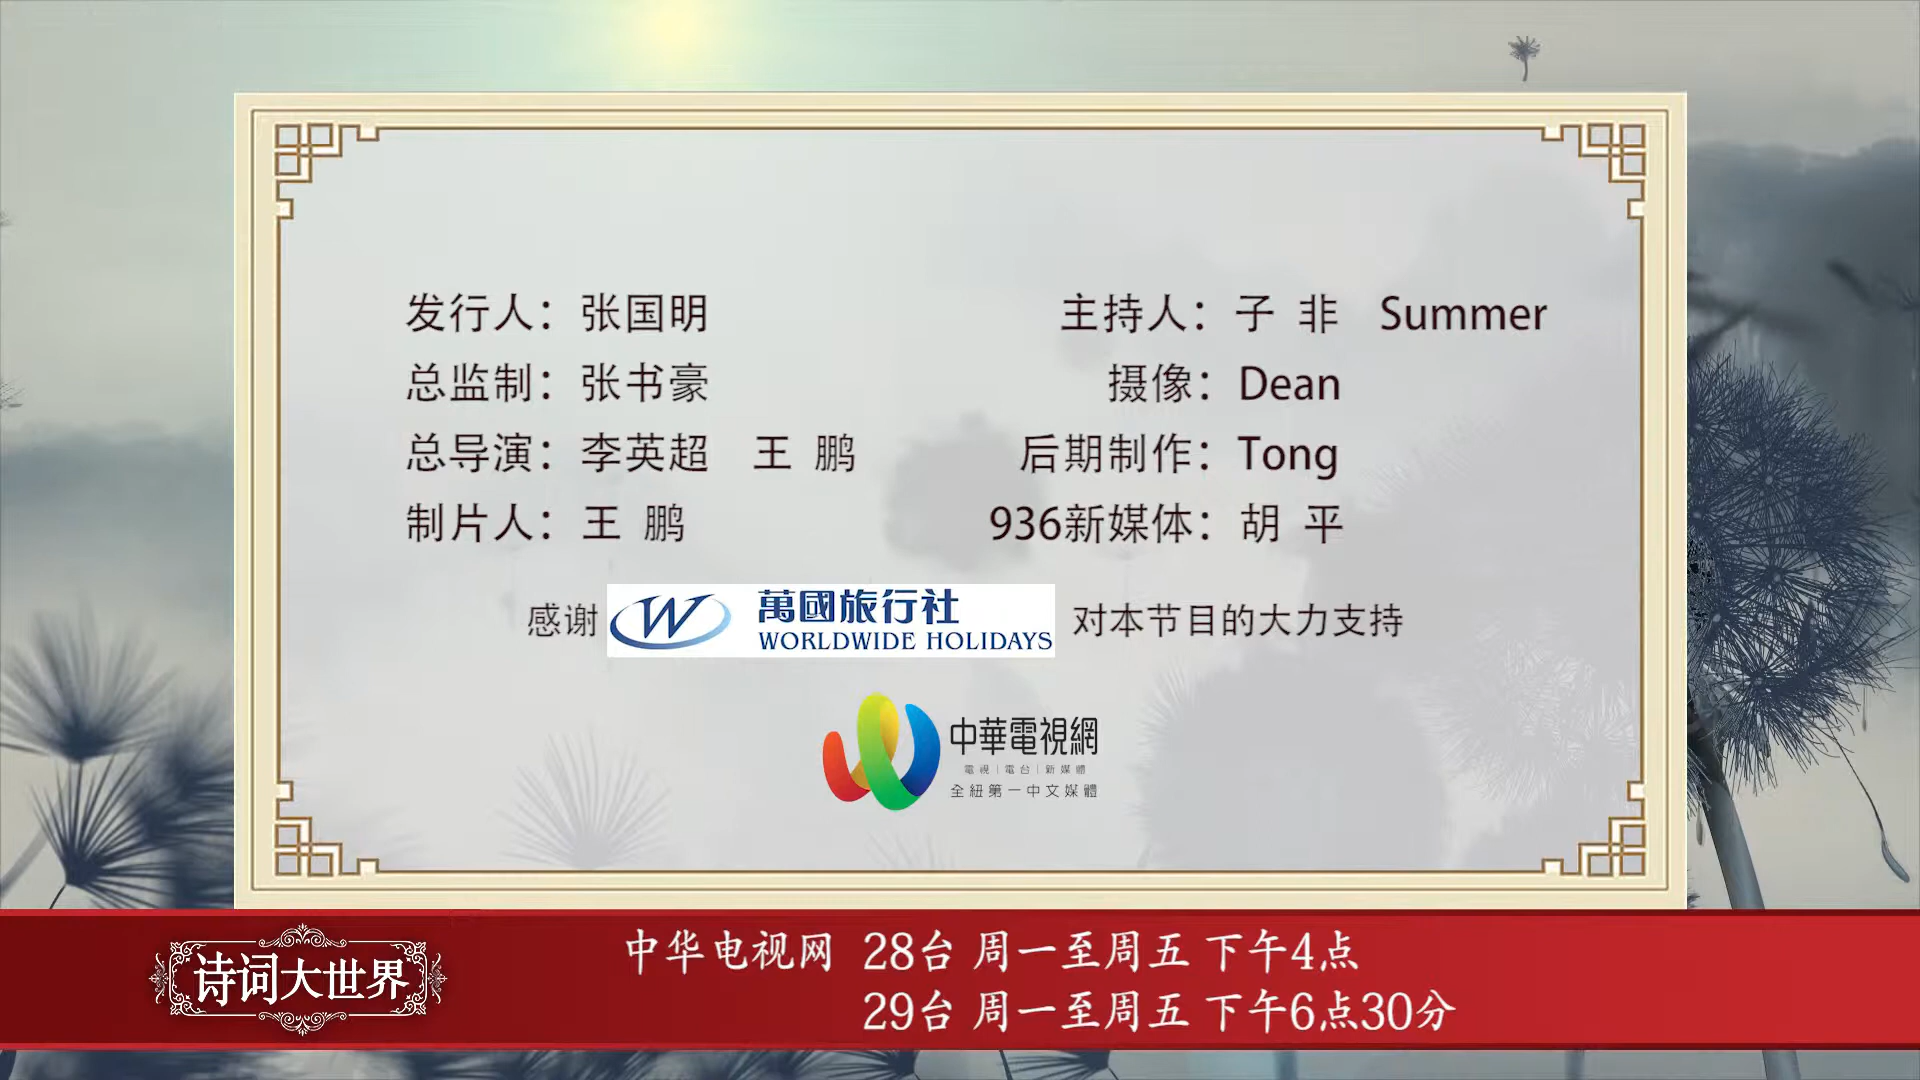 发行人：张国明
总监制：张书豪
总导演：李英超 王 鹏
制片人：王 鹏
主持人：子 非 Summer
摄像：Dean
后期制作：Tong
936新媒体：胡 平
感谢 W 萬國旅行社 对本节目的大力支持
WORLDWIDE HOLIDAYS
中華電視網
電視|電台|新媒體
全紐第一中文媒體
诗词大世界
中华电视网 28台 周一至周五 下午4点
29台 周一至周五 下午6点30分